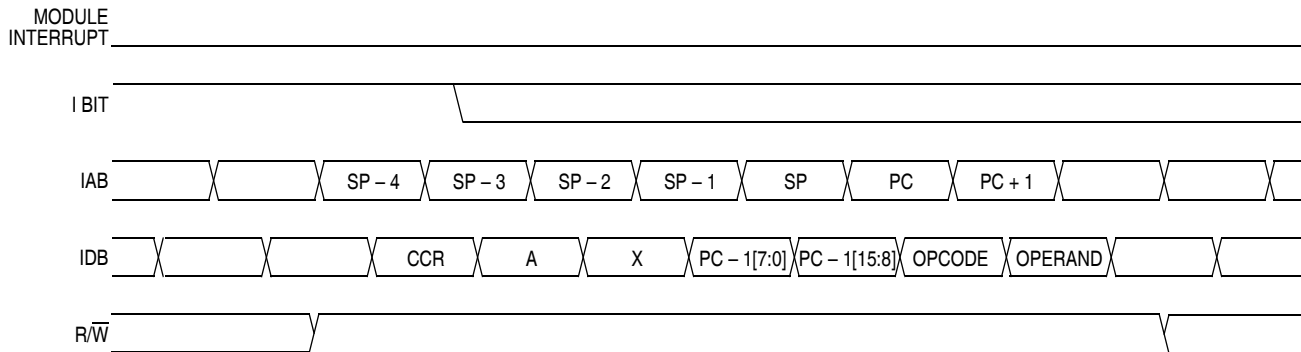 MODULE
INTERRUPT
I BIT
IAB SP – 4 SP – 3 SP – 2 SP – 1 SP PC PC + 1
IDB CCR A X PC – 1[7:0] PC – 1[15:8] OPCODE OPERAND
R/W̅